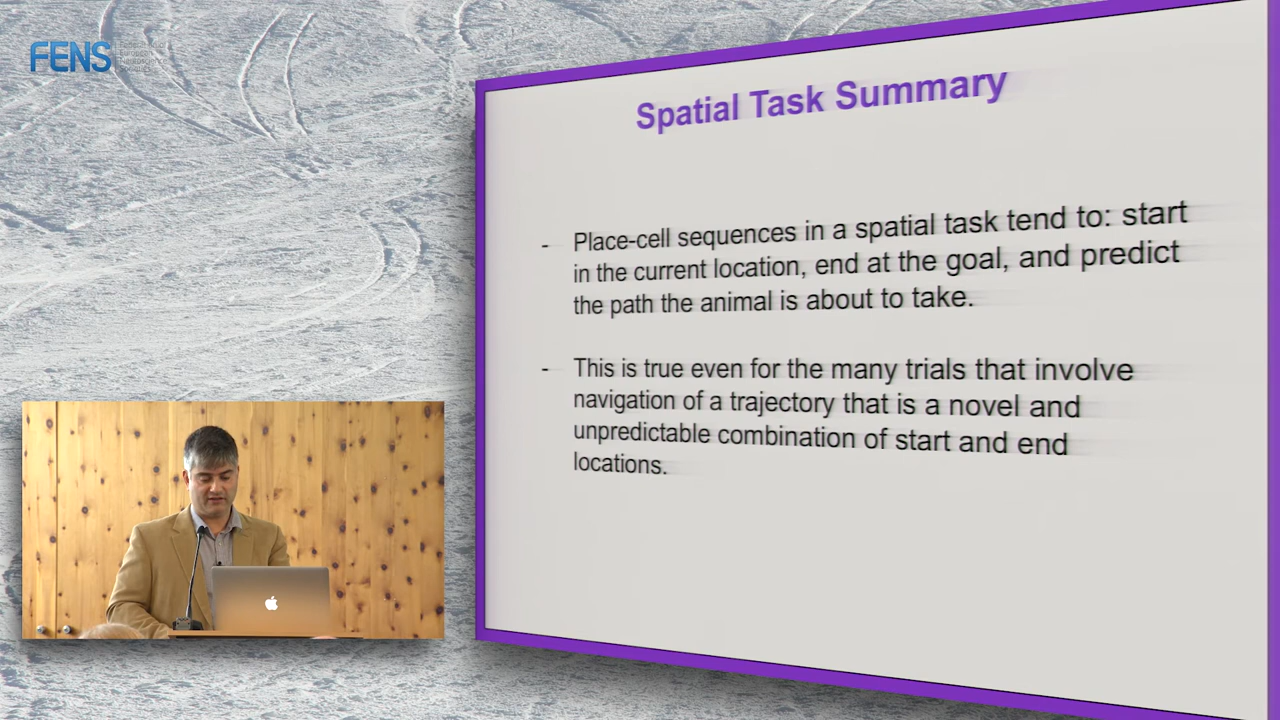 FENS
Spatial Task Summary
- Place-cell sequences in a spatial task tend to: start
in the current location, end at the goal, and predict
the path the animal is about to take.
- This is true even for the many trials that involve
navigation of a trajectory that is a novel and
unpredictable combination of start and end
locations.